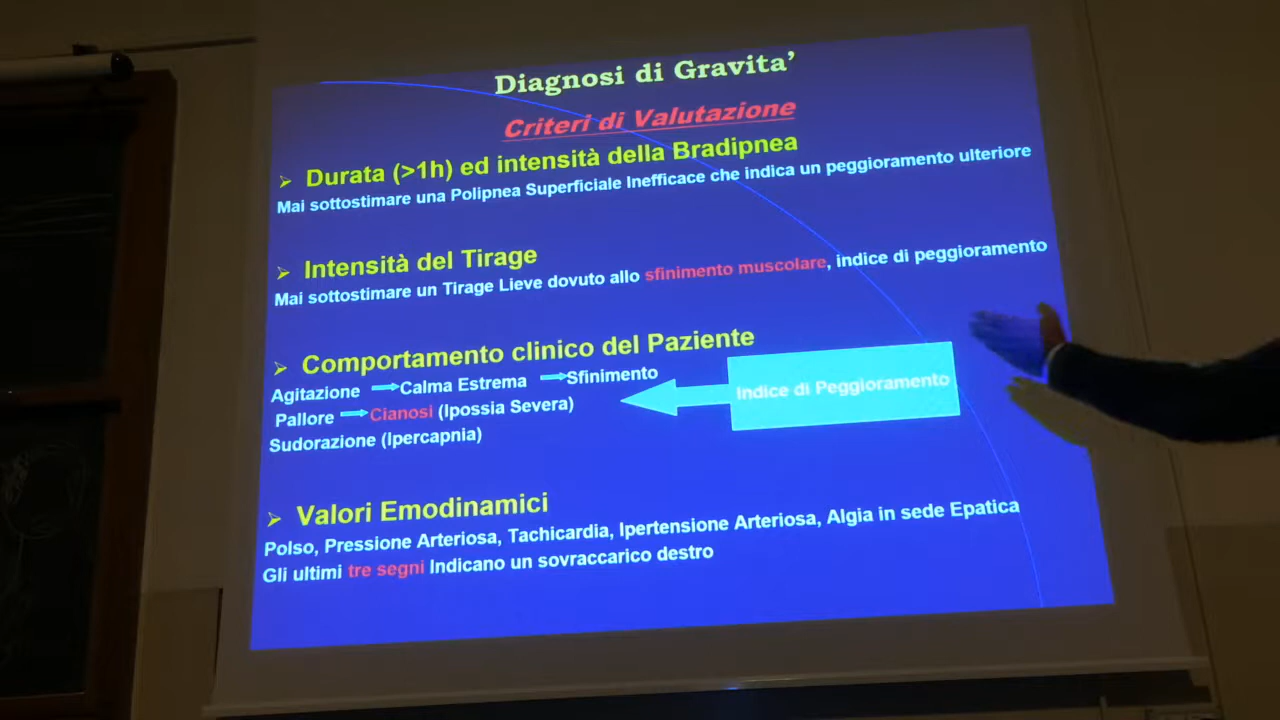 Diagnosi di Gravita'
Criteri di Valutazione
Durata (>1h) ed intensità della Bradipnea
Mai sottostimare una Polipnea Superficiale Inefficace che indica un peggioramento ulteriore
Intensità del Tirage
Mai sottostimare un Tirage Lieve dovuto allo sfinimento muscolare, indice di peggioramento
Comportamento clinico del Paziente
Agitazione Calma Estrema Sfinimento
Pallore Cianosi (Ipossia Severa)
Sudorazione (Ipercapnia)
Indice di Peggioramento
Valori Emodinamici
Polso, Pressione Arteriosa, Tachicardia, Ipertensione Arteriosa, Algia in sede Epatica
Gli ultimi tre segni Indicano un sovraccarico destro